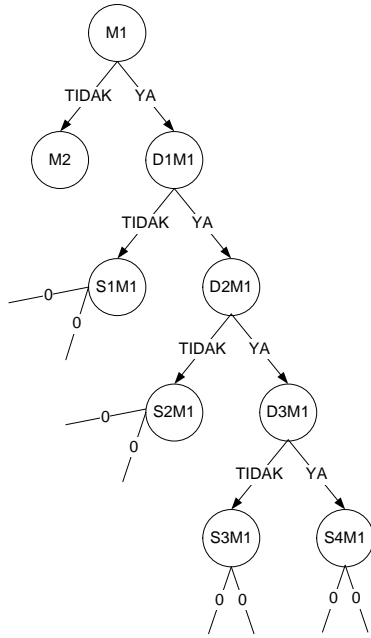 M1
TIDAK YA
M2 D1M1
TIDAK YA
S1M1 D2M1
0
0
TIDAK YA
S2M1 D3M1
0
0
TIDAK YA
S3M1 S4M1
0 0 0 0